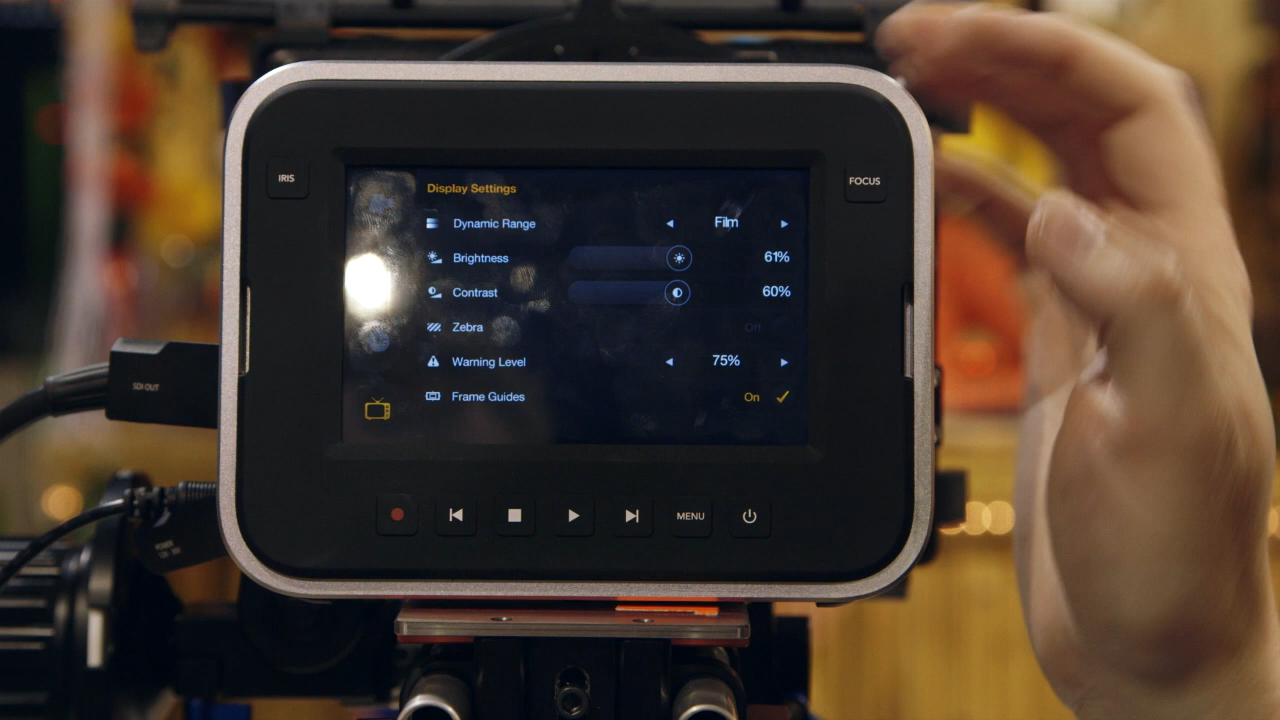 IRIS
FOCUS
Display Settings
Dynamic Range Film
Brightness 61%
Contrast 60%
Zebra Off
Warning Level 75%
Frame Guides On
SDI OUT
MENU